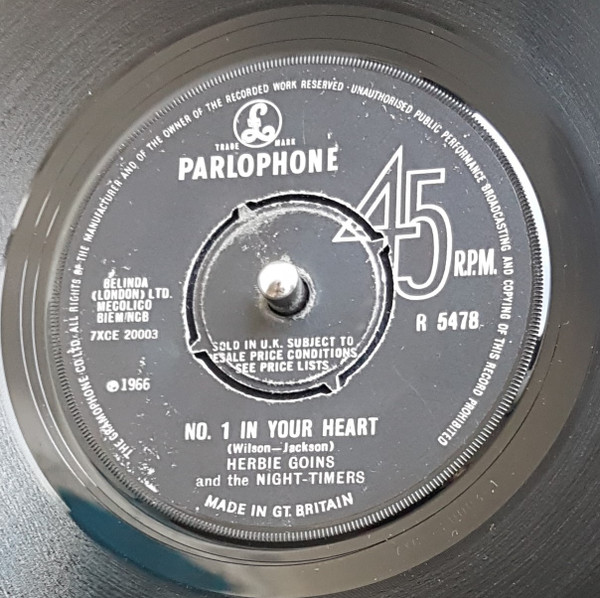 THE GRAMOPHONE CO. LTD. ALL RIGHTS OF THE MANUFACTURER AND OF THE OWNER OF THE RECORDED WORK RESERVED · UNAUTHORISED PUBLIC PERFORMANCE BROADCASTING AND COPYING OF THIS RECORD PROHIBITED
£
TRADE MARK
PARLOPHONE
45
R.P.M.
BELINDA
(LONDON) LTD.
MECOLICO
BIEM/NCB
7XCE 20003
R 5478
SOLD IN U.K. SUBJECT TO
RESALE PRICE CONDITIONS
SEE PRICE LISTS
℗1966
NO. 1 IN YOUR HEART
(Wilson—Jackson)
HERBIE GOINS
and the NIGHT-TIMERS
MADE IN GT. BRITAIN